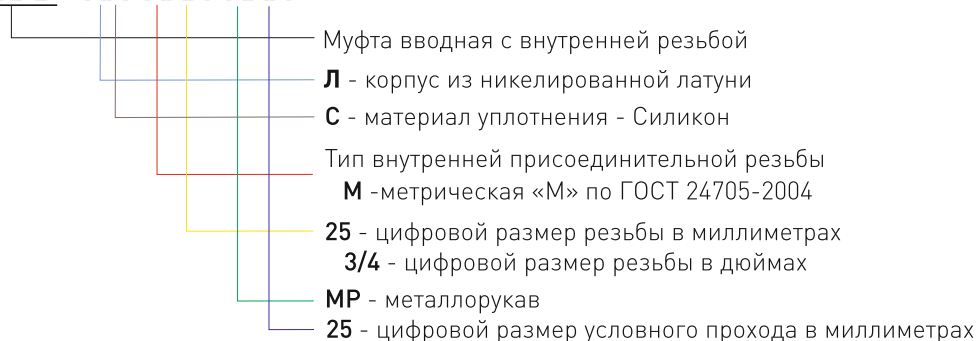 Муфта вводная с внутренней резьбой
Л - корпус из никелированной латуни
С - материал уплотнения - Силикон
Тип внутренней присоединительной резьбы
М -метрическая «М» по ГОСТ 24705-2004
25 - цифровой размер резьбы в миллиметрах
3/4 - цифровой размер резьбы в дюймах
МР - металлорукав
25 - цифровой размер условного прохода в миллиметрах